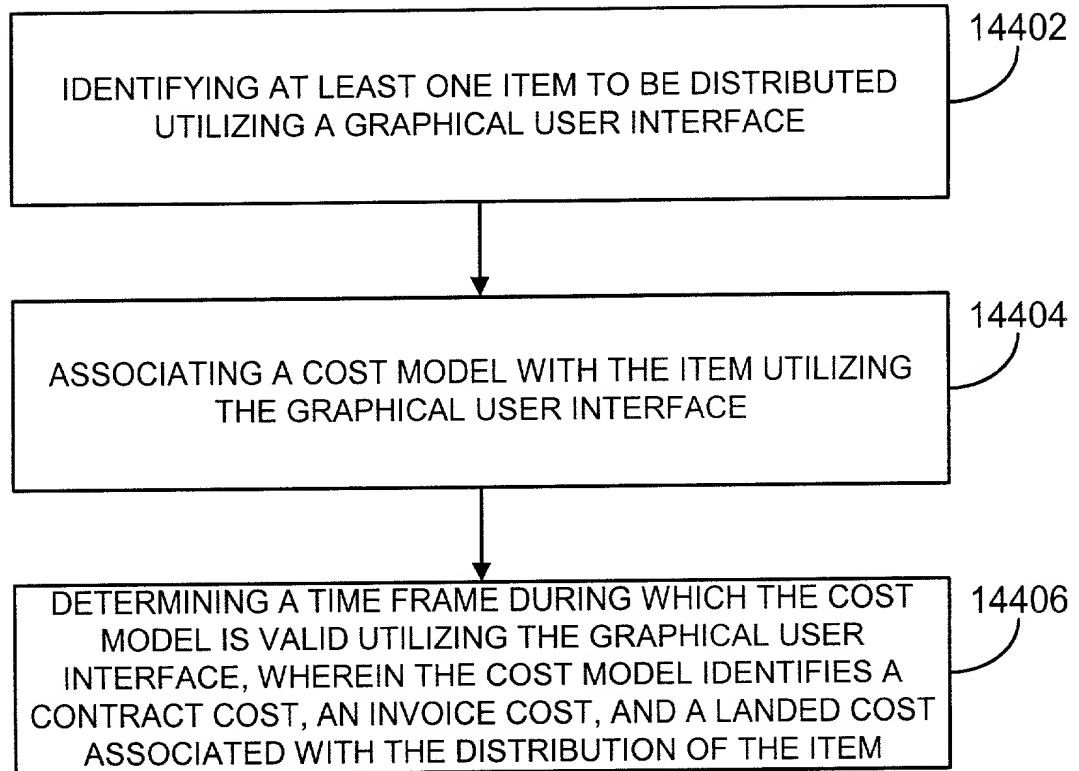 14402
IDENTIFYING AT LEAST ONE ITEM TO BE DISTRIBUTED
UTILIZING A GRAPHICAL USER INTERFACE
14404
ASSOCIATING A COST MODEL WITH THE ITEM UTILIZING
THE GRAPHICAL USER INTERFACE
14406
DETERMINING A TIME FRAME DURING WHICH THE COST
MODEL IS VALID UTILIZING THE GRAPHICAL USER
INTERFACE, WHEREIN THE COST MODEL IDENTIFIES A
CONTRACT COST, AN INVOICE COST, AND A LANDED COST
ASSOCIATED WITH THE DISTRIBUTION OF THE ITEM